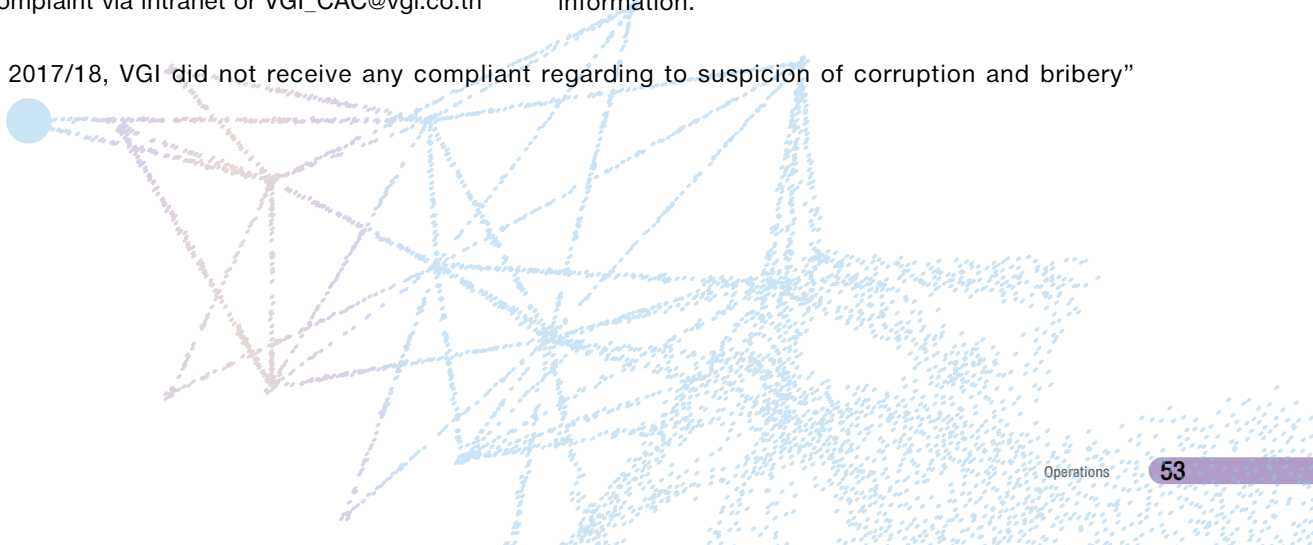 omplaint via intranet or VGI_CAC@vgi.co.th
information.
2017/18, VGI did not receive any compliant regarding to suspicion of corruption and bribery”
Operations 53